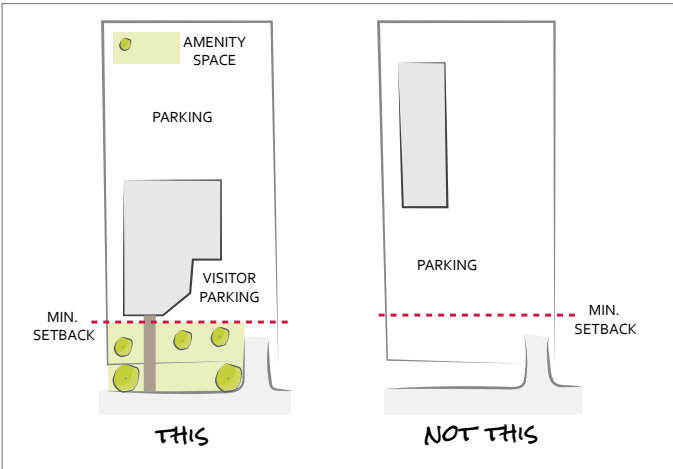 AMENITY
SPACE
PARKING
VISITOR
PARKING
MIN.
SETBACK
THIS
PARKING
MIN.
SETBACK
NOT THIS